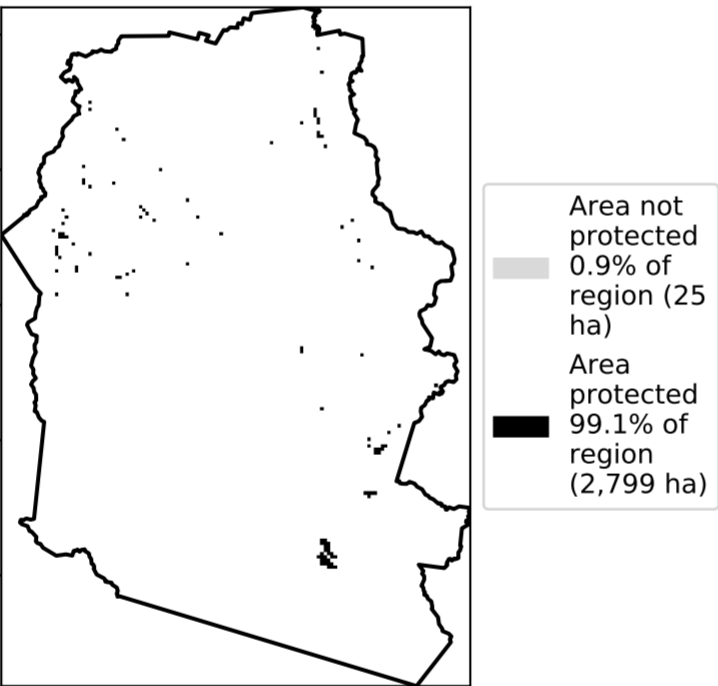 Area not
protected
0.9% of
region (25
ha)
Area
protected
99.1% of
region
(2,799 ha)